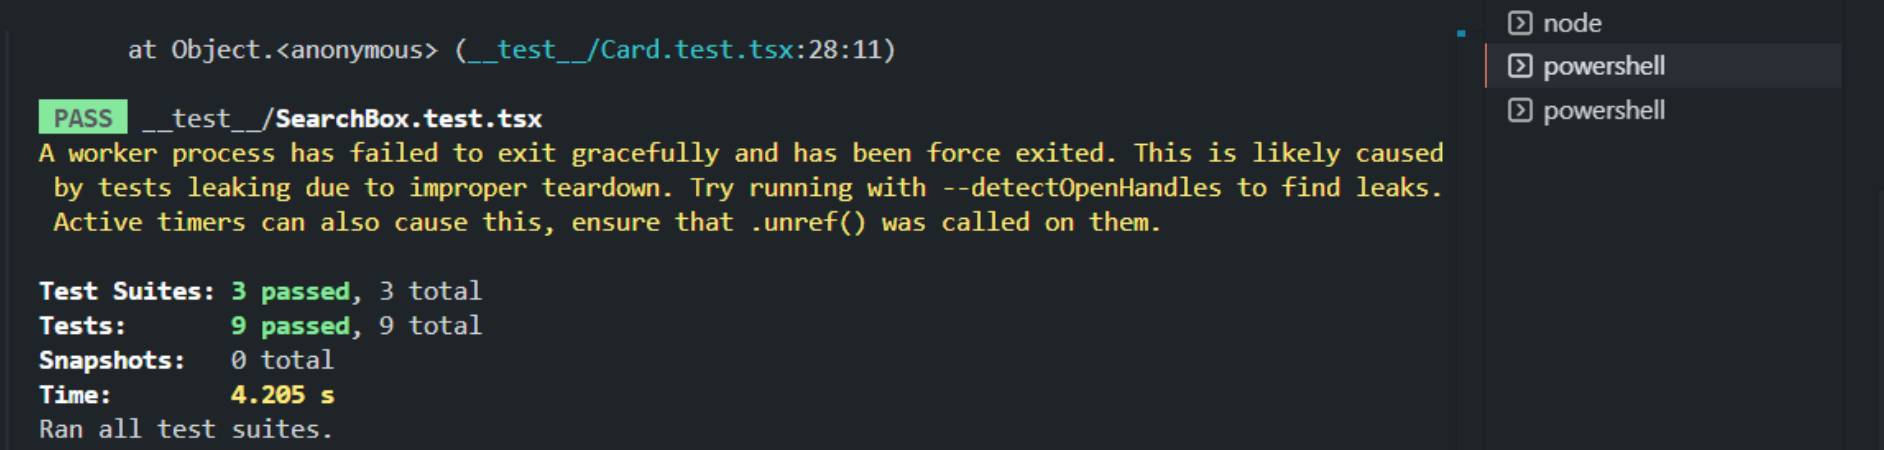 at Object.<anonymous> (__test__/Card.test.tsx:28:11)
PASS __test__/SearchBox.test.tsx
A worker process has failed to exit gracefully and has been force exited. This is likely caused
by tests leaking due to improper teardown. Try running with --detectOpenHandles to find leaks.
Active timers can also cause this, ensure that .unref() was called on them.
Test Suites: 3 passed, 3 total
Tests: 9 passed, 9 total
Snapshots: 0 total
Time: 4.205 s
Ran all test suites.
node
powershell
powershell